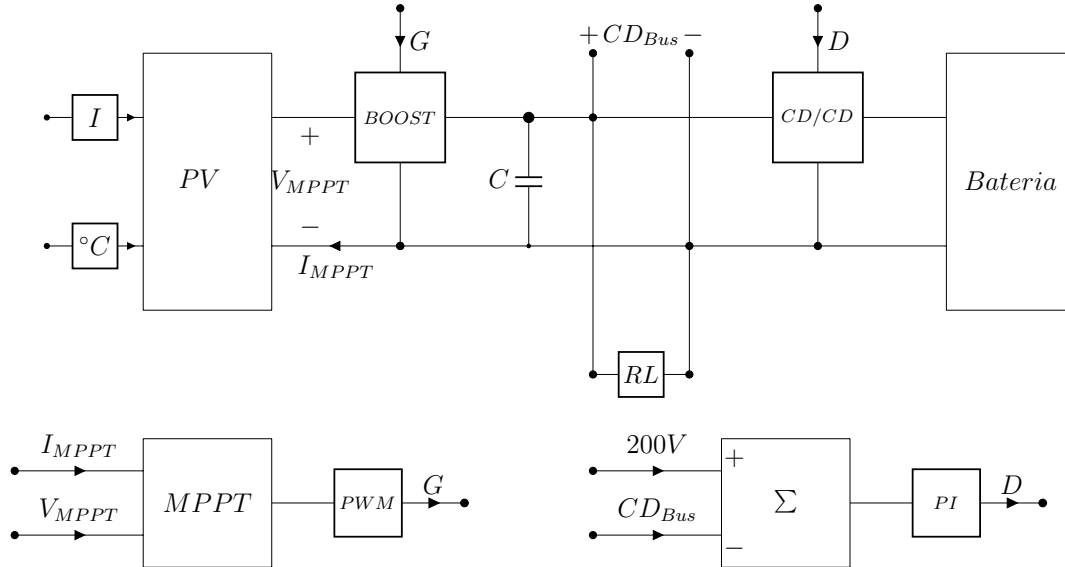 G
+ CD_Bus −
D
I
BOOST
CD/CD
+
PV
V_MPPT
C
Bateria
°C
−
I_MPPT
RL
I_MPPT
200V
+
V_MPPT
MPPT
PWM
G
CD_Bus
−
Σ
PI
D